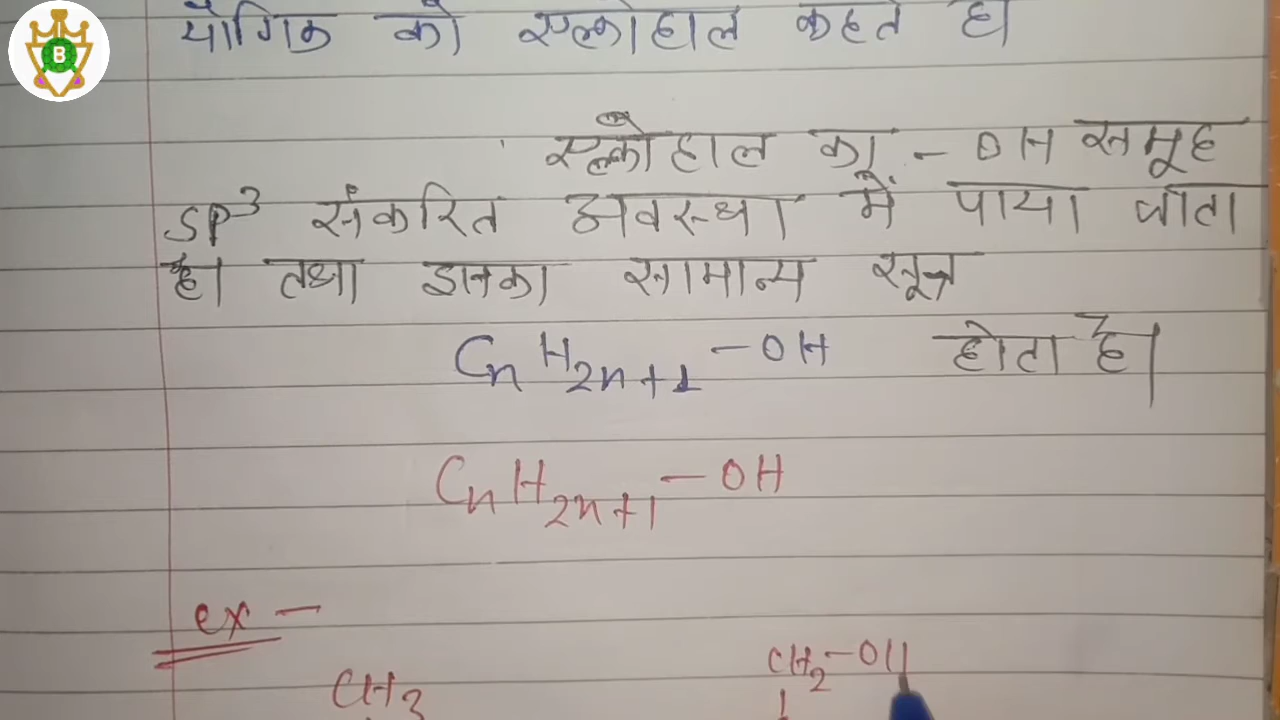 यौगिक को एल्कोहाल कहते है।
एल्कोहाल का - OH समूह
SP³ संकरित अवस्था में पाया जाता
है। तथा इनका सामान्य सूत्र
CₙH₂ₙ₊₁-OH होता है।
CₙH₂ₙ₊₁-OH
ex -
CH₃ CH₂-OH
B